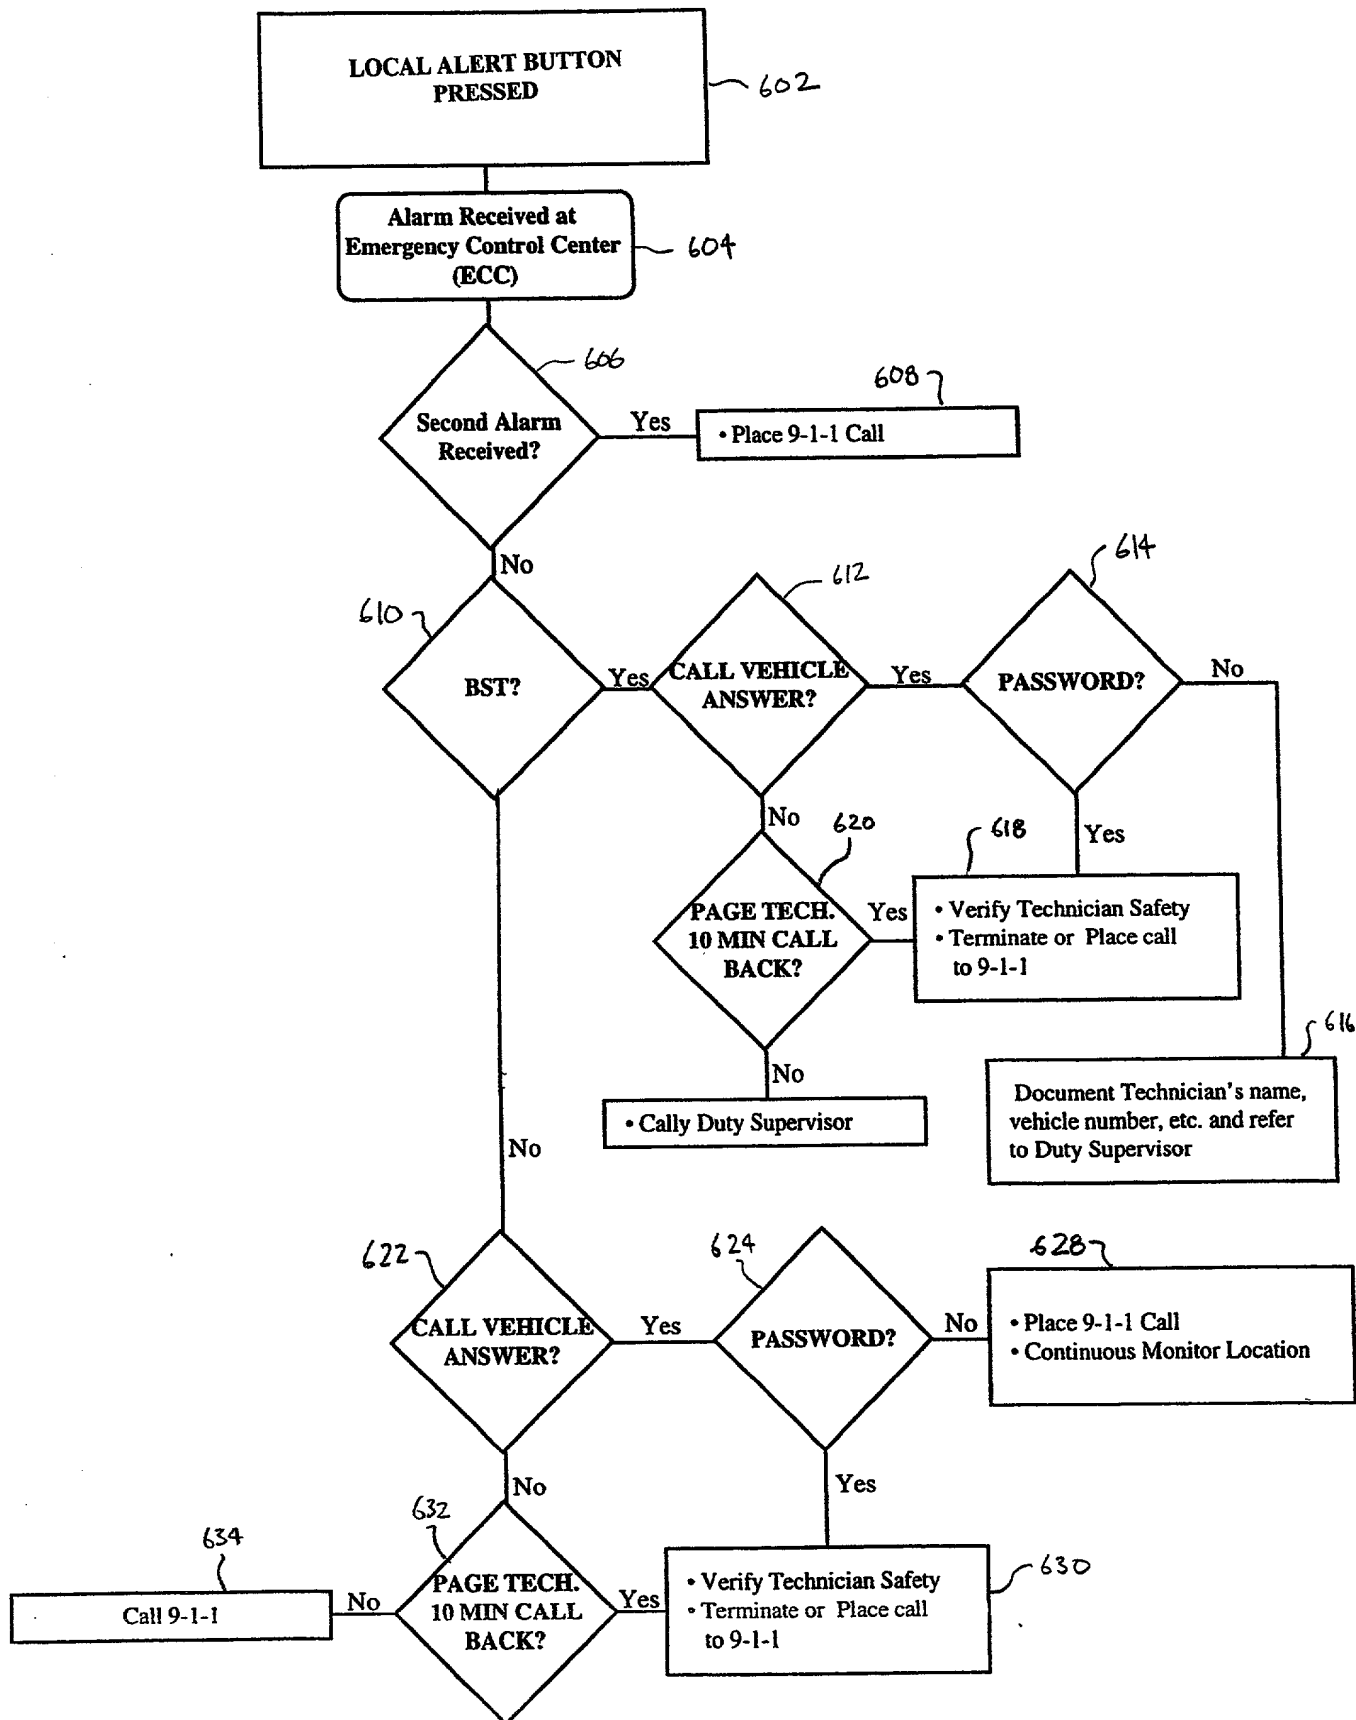 LOCAL ALERT BUTTON
PRESSED
602
Alarm Received at
Emergency Control Center
(ECC)
604
606
Second Alarm
Received?
Yes
608
• Place 9-1-1 Call
No
610
BST?
Yes
612
CALL VEHICLE
ANSWER?
Yes
614
PASSWORD?
No
No
620
PAGE TECH.
10 MIN CALL
BACK?
Yes
Yes
618
• Verify Technician Safety
• Terminate or Place call
to 9-1-1
616
Document Technician's name,
vehicle number, etc. and refer
to Duty Supervisor
No
• Cally Duty Supervisor
No
622
CALL VEHICLE
ANSWER?
Yes
624
PASSWORD?
No
628
• Place 9-1-1 Call
• Continuous Monitor Location
No
Yes
632
PAGE TECH.
10 MIN CALL
BACK?
No
634
Call 9-1-1
Yes
• Verify Technician Safety
• Terminate or Place call
to 9-1-1
630